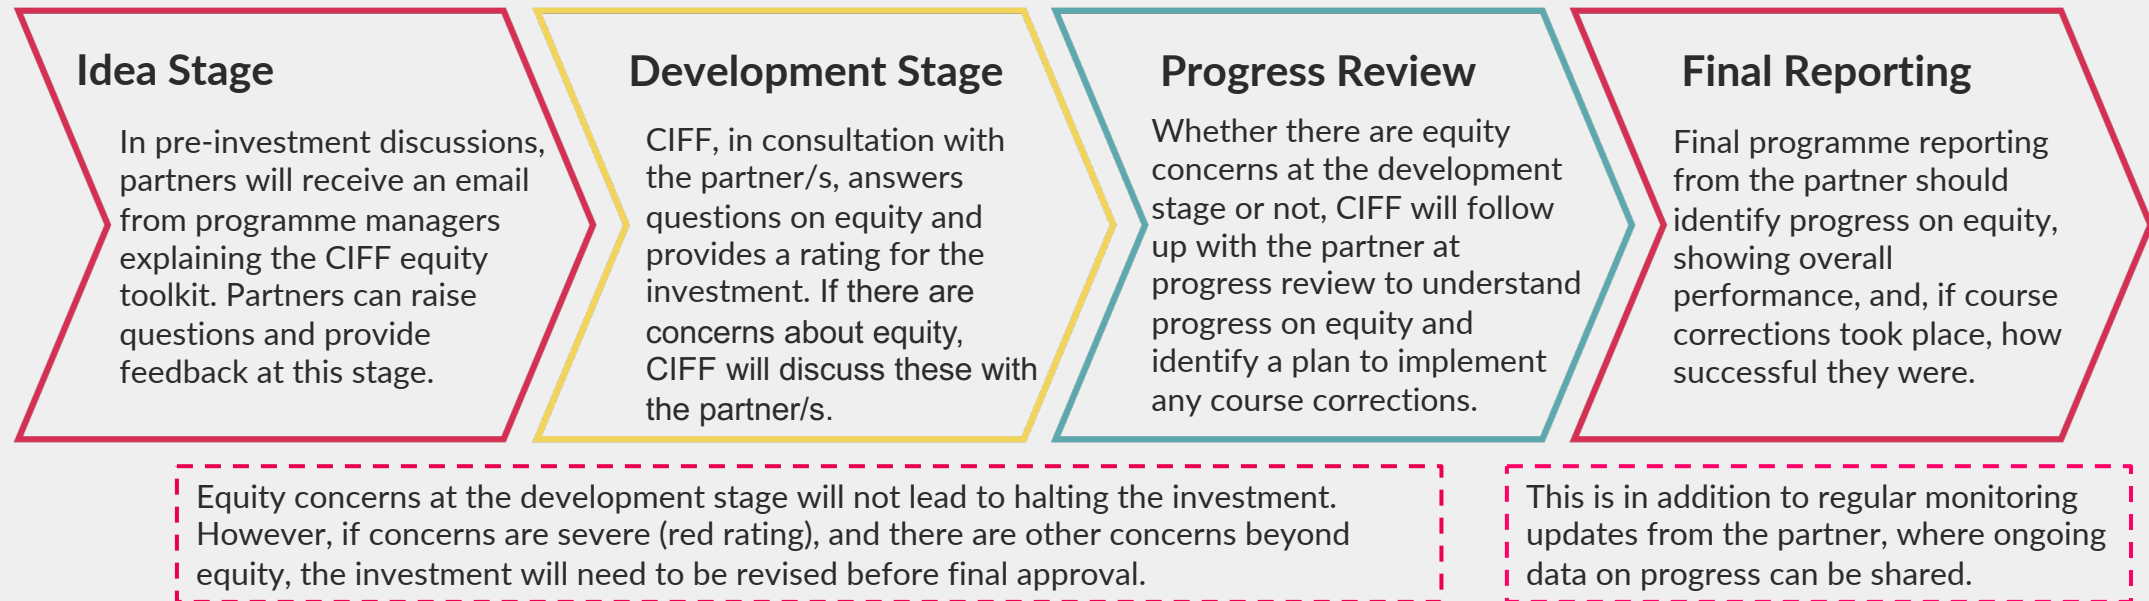 Idea Stage
In pre-investment discussions,
partners will receive an email
from programme managers
explaining the CIFF equity
toolkit. Partners can raise
questions and provide
feedback at this stage.
Development Stage
CIFF, in consultation with
the partner/s, answers
questions on equity and
provides a rating for the
investment. If there are
concerns about equity,
CIFF will discuss these with
the partner/s.
Progress Review
Whether there are equity
concerns at the development
stage or not, CIFF will follow
up with the partner at
progress review to understand
progress on equity and
identify a plan to implement
any course corrections.
Final Reporting
Final programme reporting
from the partner should
identify progress on equity,
showing overall
performance, and, if course
corrections took place, how
successful they were.
Equity concerns at the development stage will not lead to halting the investment.
However, if concerns are severe (red rating), and there are other concerns beyond
equity, the investment will need to be revised before final approval.
This is in addition to regular monitoring
updates from the partner, where ongoing
data on progress can be shared.